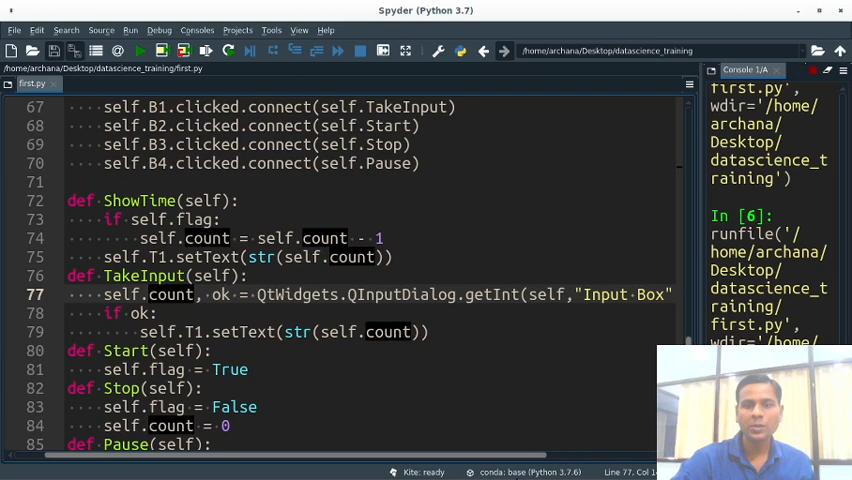 Spyder (Python 3.7)
File Edit Search Source Run Debug Consoles Projects Tools View Help
/home/archana/Desktop/datascience_training
/home/archana/Desktop/datascience_training/first.py
first.py
67 self.B1.clicked.connect(self.TakeInput)
68 self.B2.clicked.connect(self.Start)
69 self.B3.clicked.connect(self.Stop)
70 self.B4.clicked.connect(self.Pause)
71
72 def ShowTime(self):
73 if self.flag:
74 self.count = self.count - 1
75 self.T1.setText(str(self.count))
76 def TakeInput(self):
77 self.count, ok = QtWidgets.QInputDialog.getInt(self,"Input Box"
78 if ok:
79 self.T1.setText(str(self.count))
80 def Start(self):
81 self.flag = True
82 def Stop(self):
83 self.flag = False
84 self.count = 0
85 def Pause(self):
Console 1/A
first.py',
wdir='/home/
archana/
Desktop/
datascience_t
raining')
In [6]:
runfile('/
home/archana/
Desktop/
datascience_t
raining/
first.py',
wdir='/home/
Kite: ready
conda: base (Python 3.7.6)
Line 77, Col 1